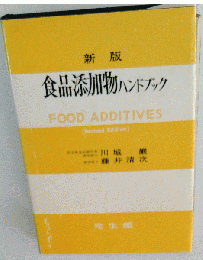 新版
食品添加物ハンドブック
FOOD ADDITIVES
(Revised Edition)
川城 巖
藤井清次
光生館